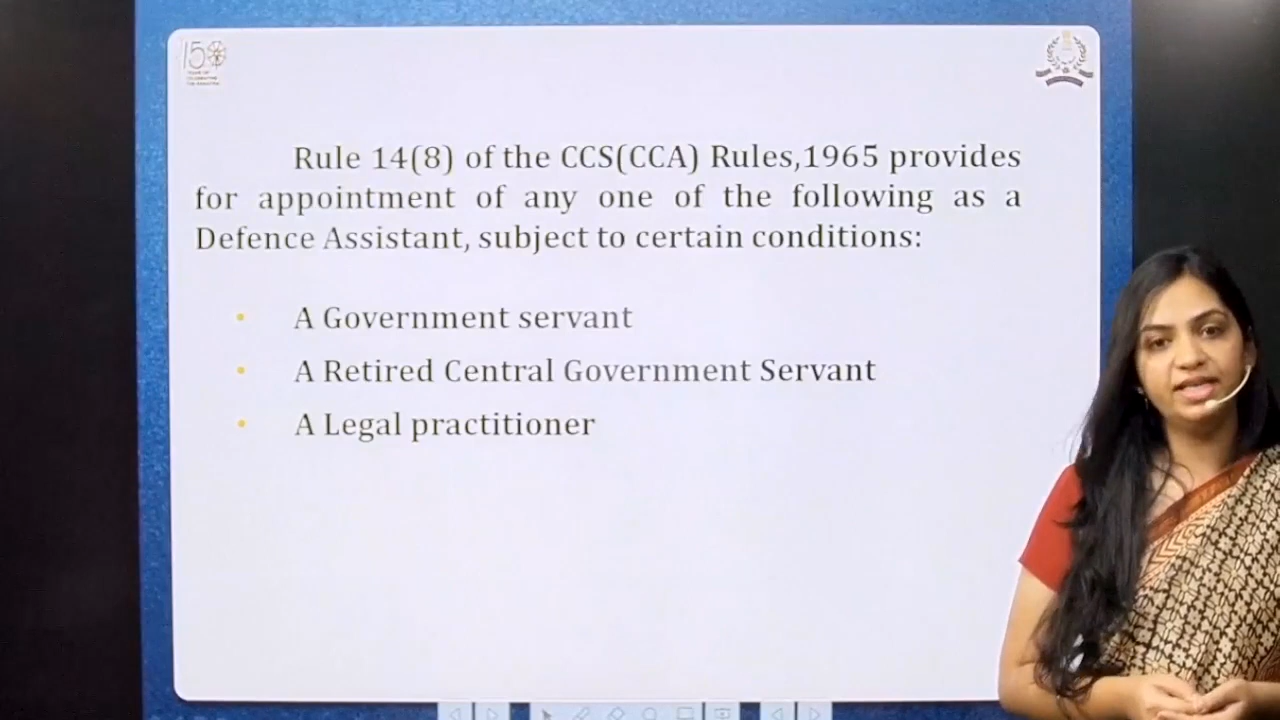 150
Rule 14(8) of the CCS(CCA) Rules,1965 provides
for appointment of any one of the following as a
Defence Assistant, subject to certain conditions:
• A Government servant
• A Retired Central Government Servant
• A Legal practitioner